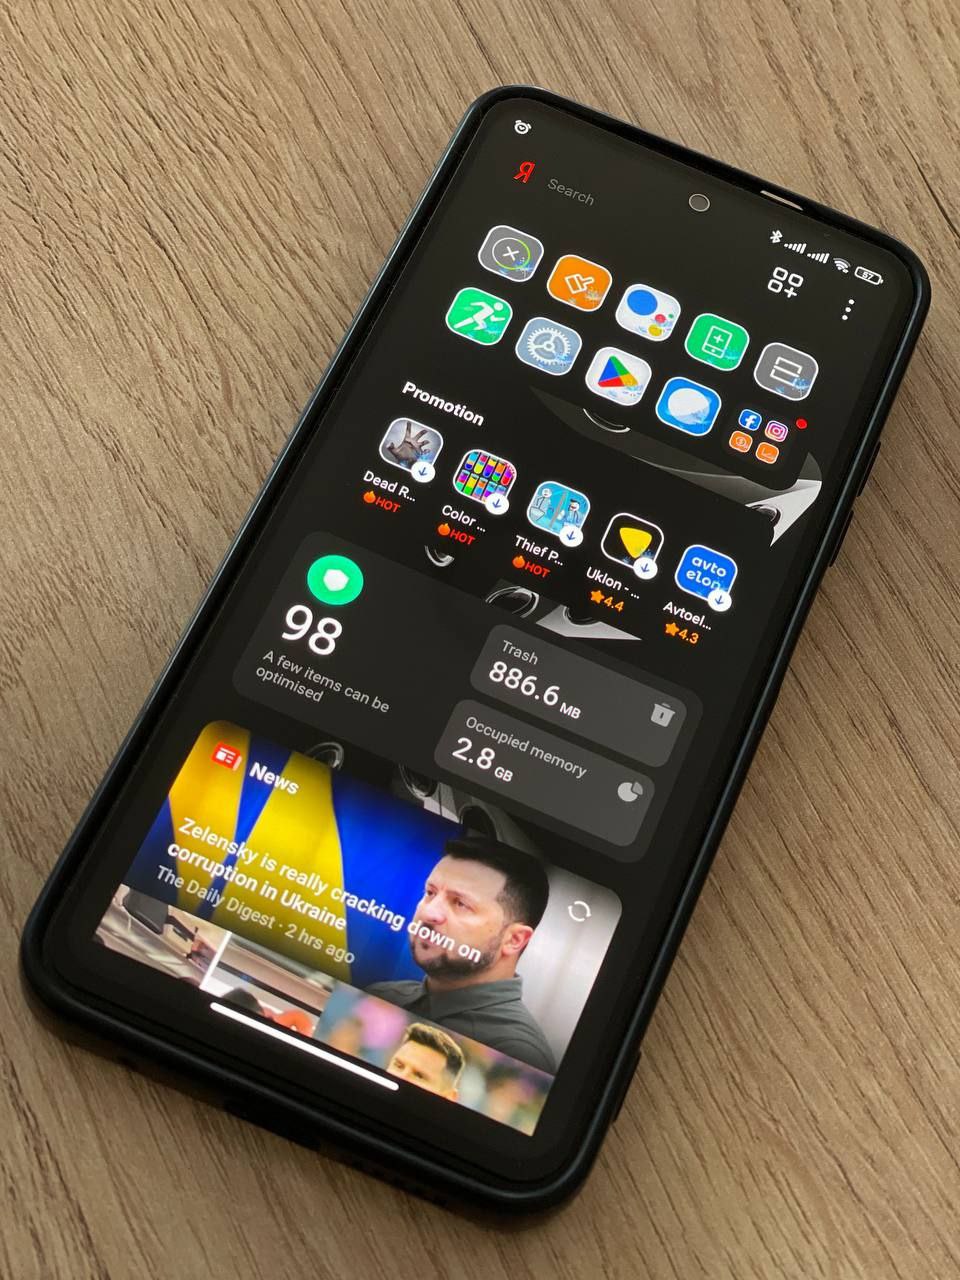 Я Search
57
Promotion
Dead R...
HOT
Color ...
HOT
Thief P...
HOT
Uklon - ...
4.4
avto
elon
Avtoel...
4.3
98
A few items can be
optimised
Trash
886.6 MB
Occupied memory
2.8 GB
News
Zelensky is really cracking down on
corruption in Ukraine
The Daily Digest · 2 hrs ago